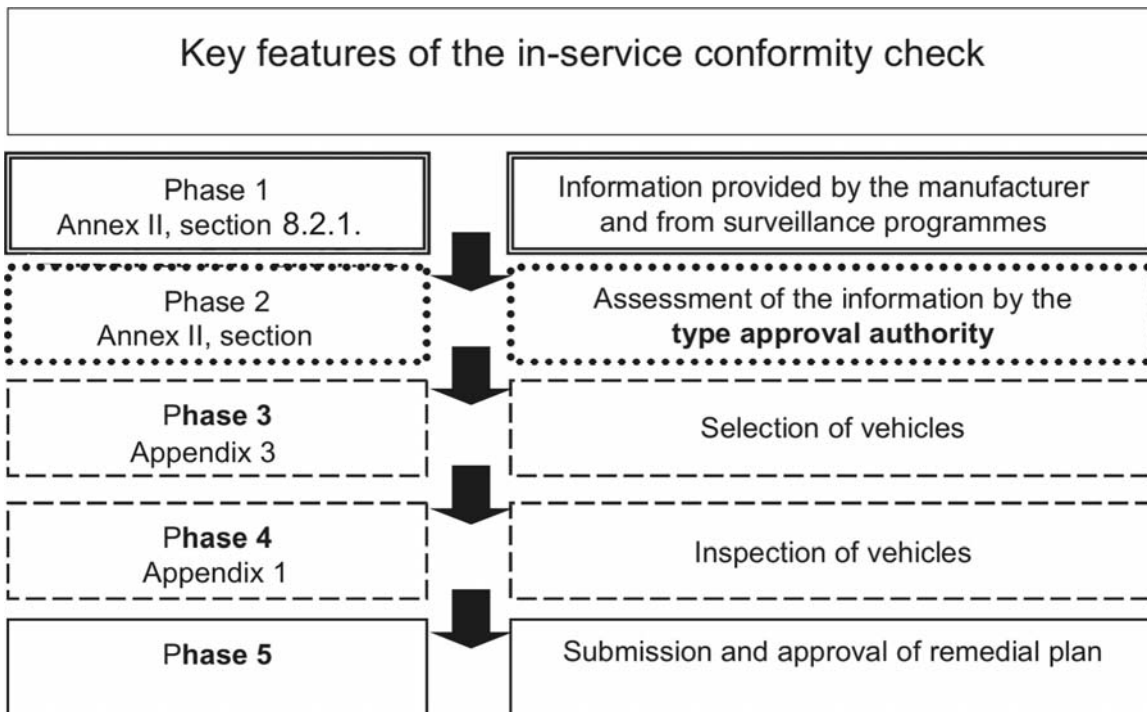 Key features of the in-service conformity check
Phase 1
Annex II, section 8.2.1.
Information provided by the manufacturer
and from surveillance programmes
Phase 2
Annex II, section
Assessment of the information by the
type approval authority
Phase 3
Appendix 3
Selection of vehicles
Phase 4
Appendix 1
Inspection of vehicles
Phase 5
Submission and approval of remedial plan